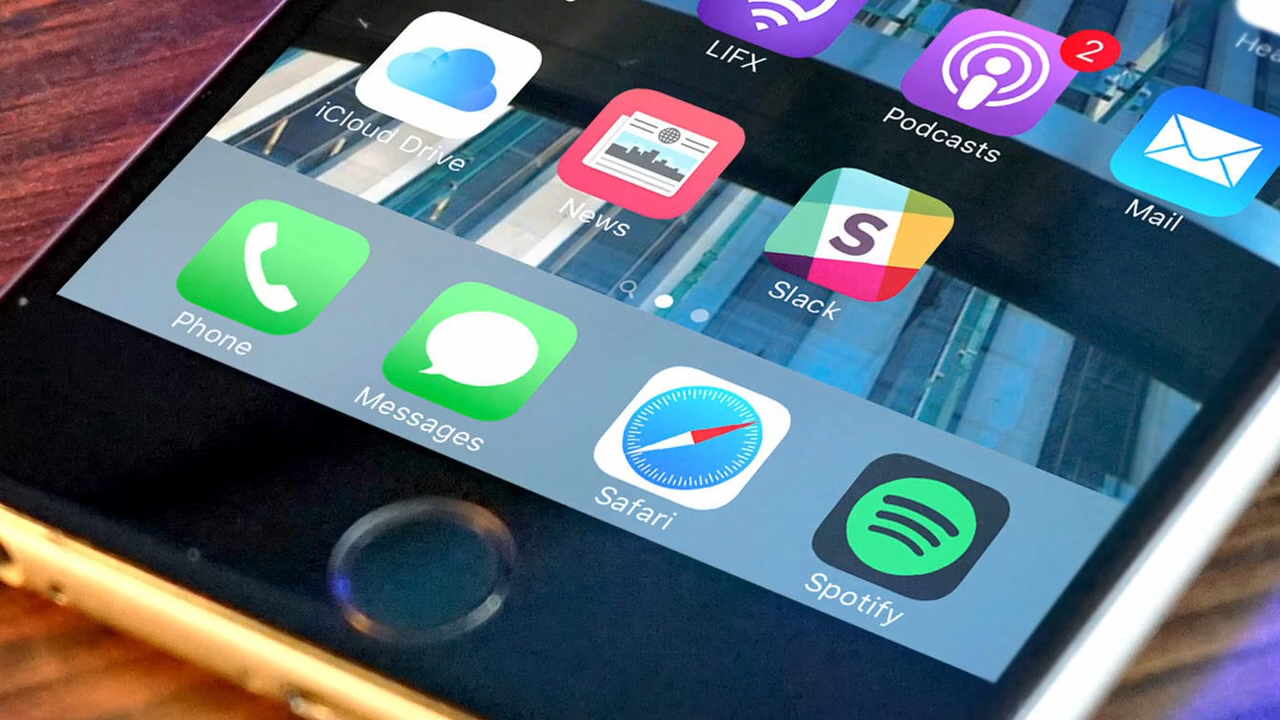 LIFX
Podcasts
2
Mail
iCloud Drive
News
S
Slack
Phone
Messages
Safari
Spotify